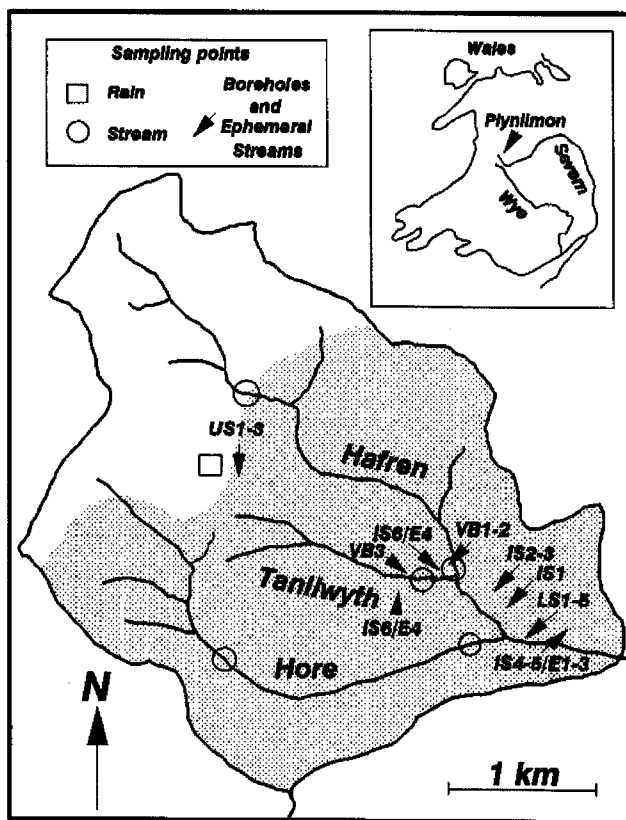 Sampling points
Rain
Stream
Boreholes
and
Ephemeral
Streams
Wales
Plynlimon
Severn
Wye
US1-3
Hafren
IS6/E4
VB1-2
VB3
IS2-3
IS1
Tanllwyth
LS1-5
IS6/E4
IS4-5/E1-3
Hore
N
1 km